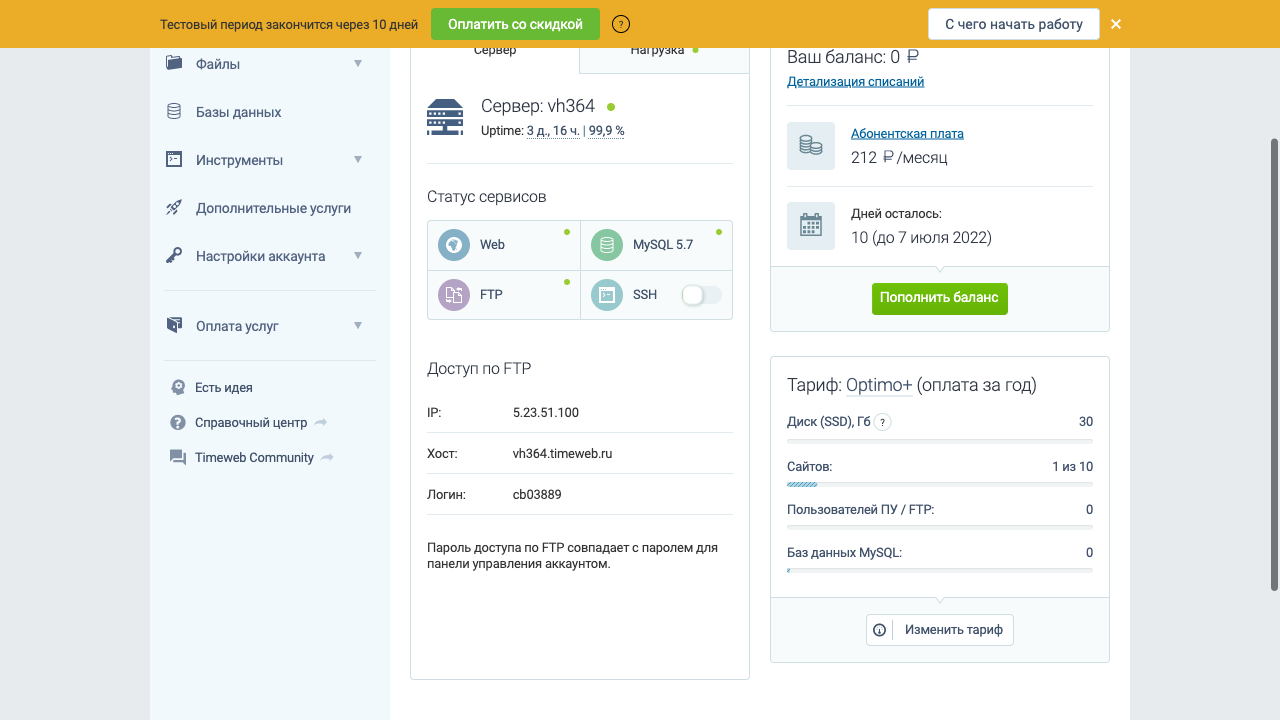 Тестовый период закончится через 10 дней
Оплатить со скидкой
?
С чего начать работу
×
Файлы
Базы данных
Инструменты
Дополнительные услуги
Настройки аккаунта
Оплата услуг
Есть идея
Справочный центр
Timeweb Community
Сервер
Нагрузка
Сервер: vh364
Uptime: 3 д., 16 ч. | 99,9 %
Статус сервисов
Web
MySQL 5.7
FTP
SSH
Доступ по FTP
IP: 5.23.51.100
Хост: vh364.timeweb.ru
Логин: cb03889
Пароль доступа по FTP совпадает с паролем для
панели управления аккаунтом.
Ваш баланс: 0 ₽
Детализация списаний
Абонентская плата
212 ₽/месяц
Дней осталось:
10 (до 7 июля 2022)
Пополнить баланс
Тариф: Optimo+ (оплата за год)
Диск (SSD), Гб ? 30
Сайтов: 1 из 10
Пользователей ПУ / FTP: 0
Баз данных MySQL: 0
Изменить тариф